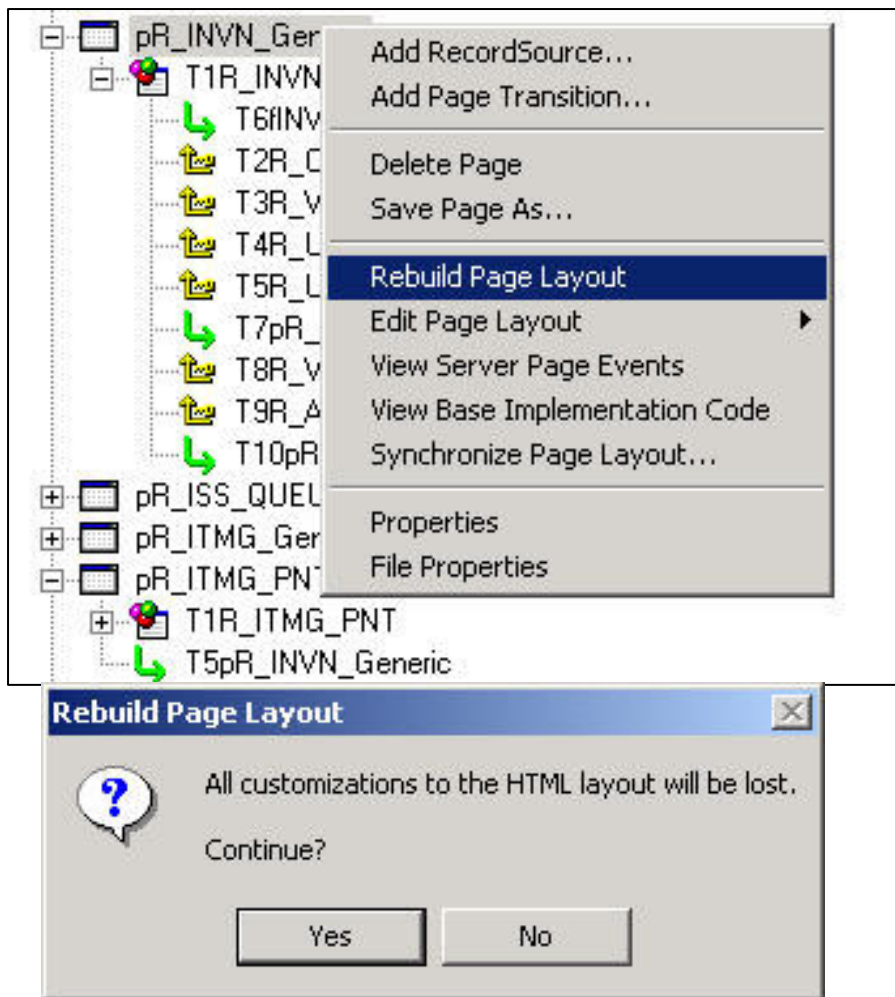 pR_INVN_Ger
T1R_INVN
T6fINV
T2R_C
T3R_V
T4R_L
T5R_L
T7pR_
T8R_V
T9R_A
T10pR
pR_ISS_QUEU
pR_ITMG_Ger
pR_ITMG_PNT
T1R_ITMG_PNT
T5pR_INVN_Generic
Add RecordSource...
Add Page Transition...
Delete Page
Save Page As...
Rebuild Page Layout
Edit Page Layout
View Server Page Events
View Base Implementation Code
Synchronize Page Layout...
Properties
File Properties
Rebuild Page Layout
All customizations to the HTML layout will be lost.
Continue?
Yes
No